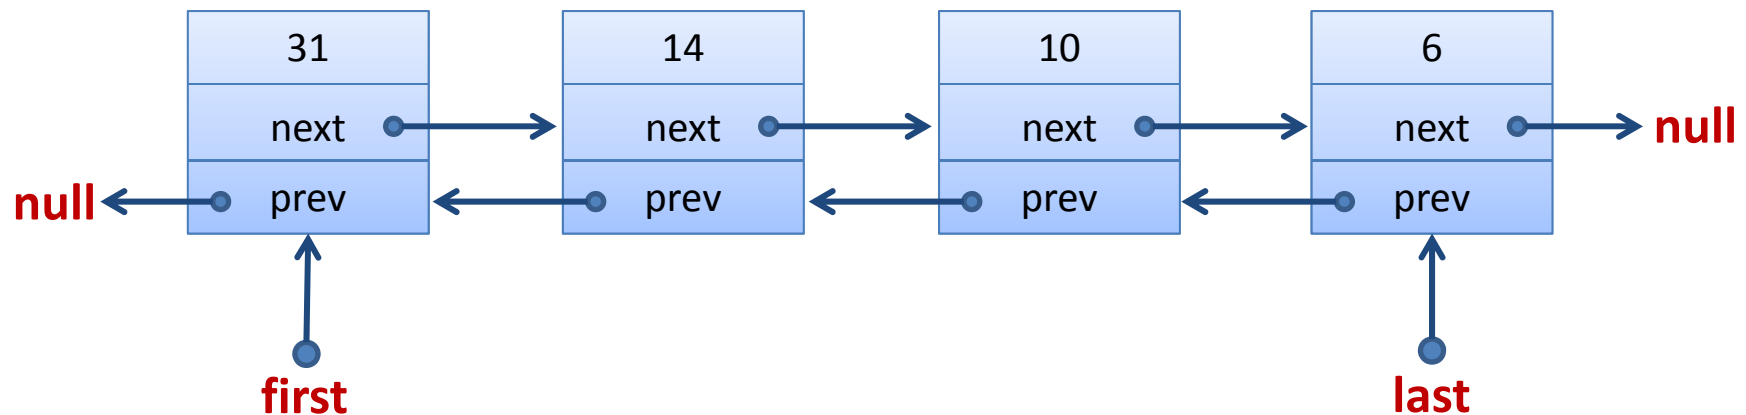 31 14 10 6
next next next next null
null prev prev prev prev
first last